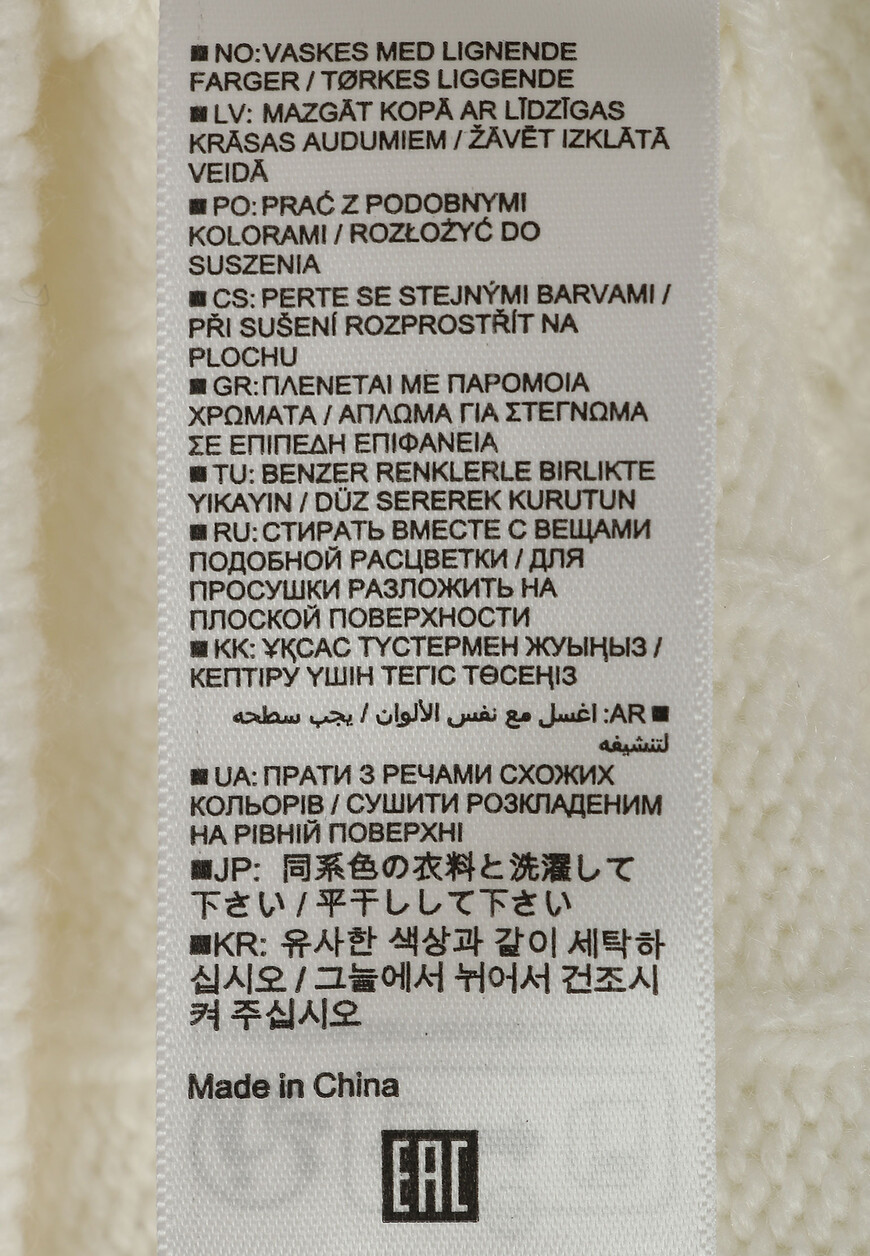 ■ NO:VASKES MED LIGNENDE
FARGER / TØRKES LIGGENDE
■ LV: MAZGĀT KOPĀ AR LĪDZĪGAS
KRĀSAS AUDUMIEM / ŽĀVĒT IZKLĀTĀ
VEIDĀ
■ PO: PRAĆ Z PODOBNYMI
KOLORAMI / ROZŁOŻYĆ DO
SUSZENIA
■ CS: PERTE SE STEJNÝMI BARVAMI /
PŘI SUŠENÍ ROZPROSTŘÍT NA
PLOCHU
■ GR:ΠΛΕΝΕΤΑΙ ΜΕ ΠΑΡΟΜΟΙΑ
ΧΡΩΜΑΤΑ / ΑΠΛΩΜΑ ΓΙΑ ΣΤΕΓΝΩΜΑ
ΣΕ ΕΠΙΠΕΔΗ ΕΠΙΦΑΝΕΙΑ
■ TU: BENZER RENKLERLE BIRLIKTE
YIKAYIN / DÜZ SEREREK KURUTUN
■ RU: СТИРАТЬ ВМЕСТЕ С ВЕЩАМИ
ПОДОБНОЙ РАСЦВЕТКИ / ДЛЯ
ПРОСУШКИ РАЗЛОЖИТЬ НА
ПЛОСКОЙ ПОВЕРХНОСТИ
■ KK: ҰҚСАС ТҮСТЕРМЕН ЖУЫҢЫЗ /
КЕПТІРУ ҮШІН ТЕГІС ТӨСЕҢІЗ
■ AR: اغسل مع نفس الألوان / يجب سطحه
لتنشيفه
■ UA: ПРАТИ З РЕЧАМИ СХОЖИХ
КОЛЬОРІВ / СУШИТИ РОЗКЛАДЕНИМ
НА РІВНІЙ ПОВЕРХНІ
■JP: 同系色の衣料と洗濯して
下さい / 平干しして下さい
■KR: 유사한 색상과 같이 세탁하
십시오 / 그늘에서 뉘어서 건조시
켜 주십시오
Made in China
EAC